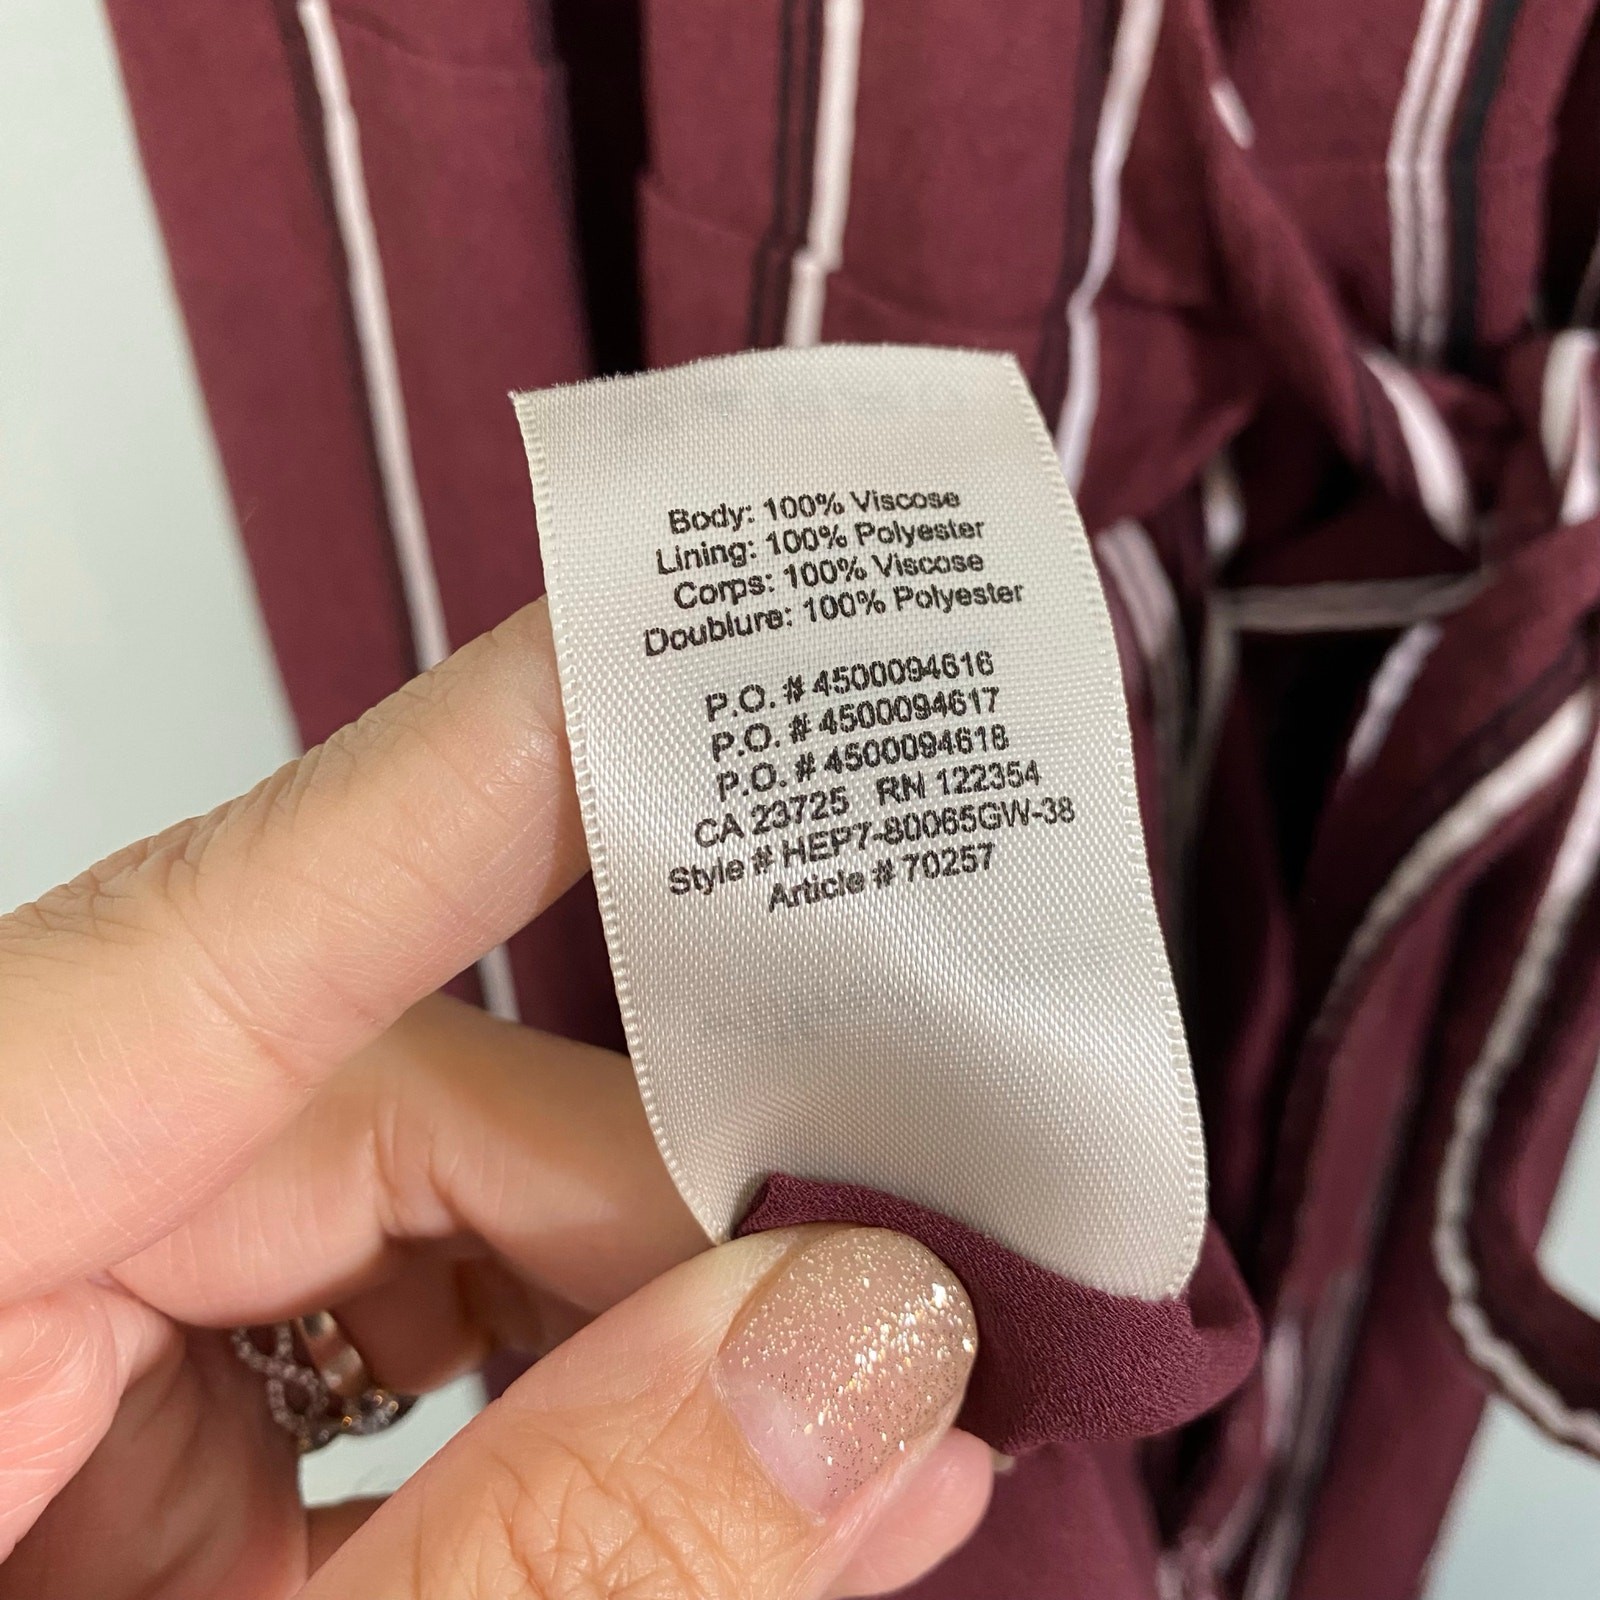 Body: 100% Viscose
Lining: 100% Polyester
Corps: 100% Viscose
Doublure: 100% Polyester
P.O. # 4500094616
P.O. # 4500094617
P.O. # 4500094618
CA 23725 RN 122354
Style # HEP7-80065GW-38
Article # 70257